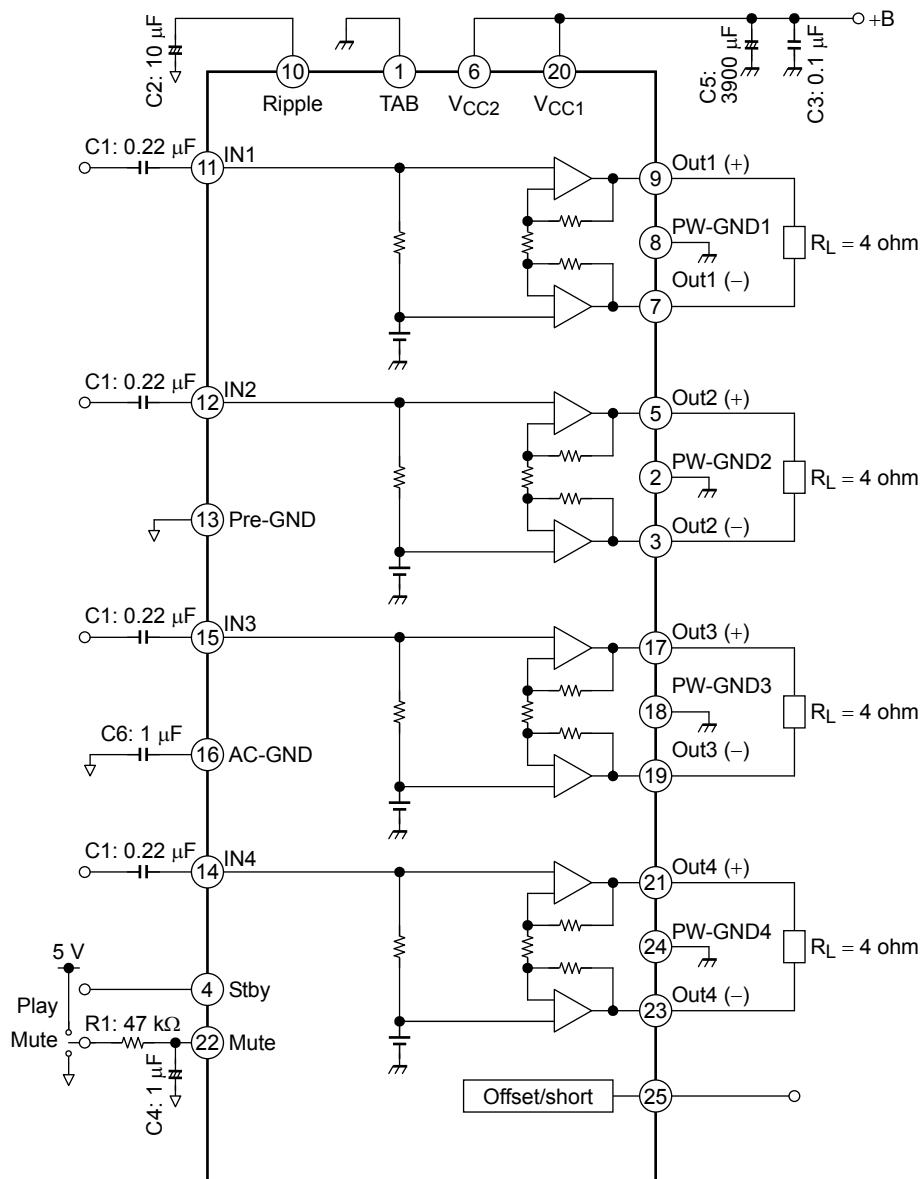 +B
C2: 10 μF
C5: 3900 μF
C3: 0.1 μF
10 1 6 20
Ripple TAB VCC2 VCC1
C1: 0.22 μF
11 IN1
9 Out1 (+)
8 PW-GND1
RL = 4 ohm
7 Out1 (−)
C1: 0.22 μF
12 IN2
5 Out2 (+)
2 PW-GND2
RL = 4 ohm
13 Pre-GND
3 Out2 (−)
C1: 0.22 μF
15 IN3
17 Out3 (+)
18 PW-GND3
RL = 4 ohm
C6: 1 μF
16 AC-GND
19 Out3 (−)
C1: 0.22 μF
14 IN4
21 Out4 (+)
24 PW-GND4
RL = 4 ohm
5 V
4 Stby
23 Out4 (−)
Play
Mute
R1: 47 kΩ
22 Mute
C4: 1 μF
Offset/short 25